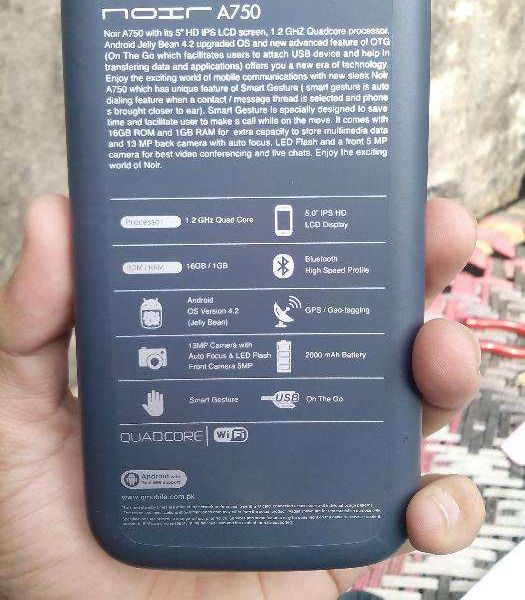 noir A750
Noir A750 with its 5" HD IPS LCD screen, 1.2 GHZ Quadcore processor,
Android Jelly Bean 4.2 upgraded OS and new advanced feature of OTG
(On The Go which facilitates users to attach USB device and help in
transferring data and applications) offers you a new era of technology.
Enjoy the exciting world of mobile communications with new sleek Noir
A750 which has unique feature of Smart Gesture ( smart gesture is auto
dialing feature when a contact / message thread is selected and phone
s brought closer to ear). Smart Gesture is specially designed to save
time and facilitate user to make a call while on the move. It comes with
16GB ROM and 1GB RAM for extra capacity to store multimedia data
and 13 MP back camera with auto focus, LED Flash and a front 5 MP
camera for best video conferencing and live chats. Enjoy the exciting
world of Noir.
Processor 1.2 GHz Quad Core
5.0" IPS HD
LCD Display
ROM / RAM 16GB / 1GB
Bluetooth
High Speed Profile
Android
OS Version 4.2
(Jelly Bean)
GPS / Geo-tagging
13MP Camera with
Auto Focus & LED Flash
Front Camera 5MP
2000 mAh Battery
Smart Gesture
USB On The Go
QUADCORE WiFi
Android with
www.qmobile.com.pk